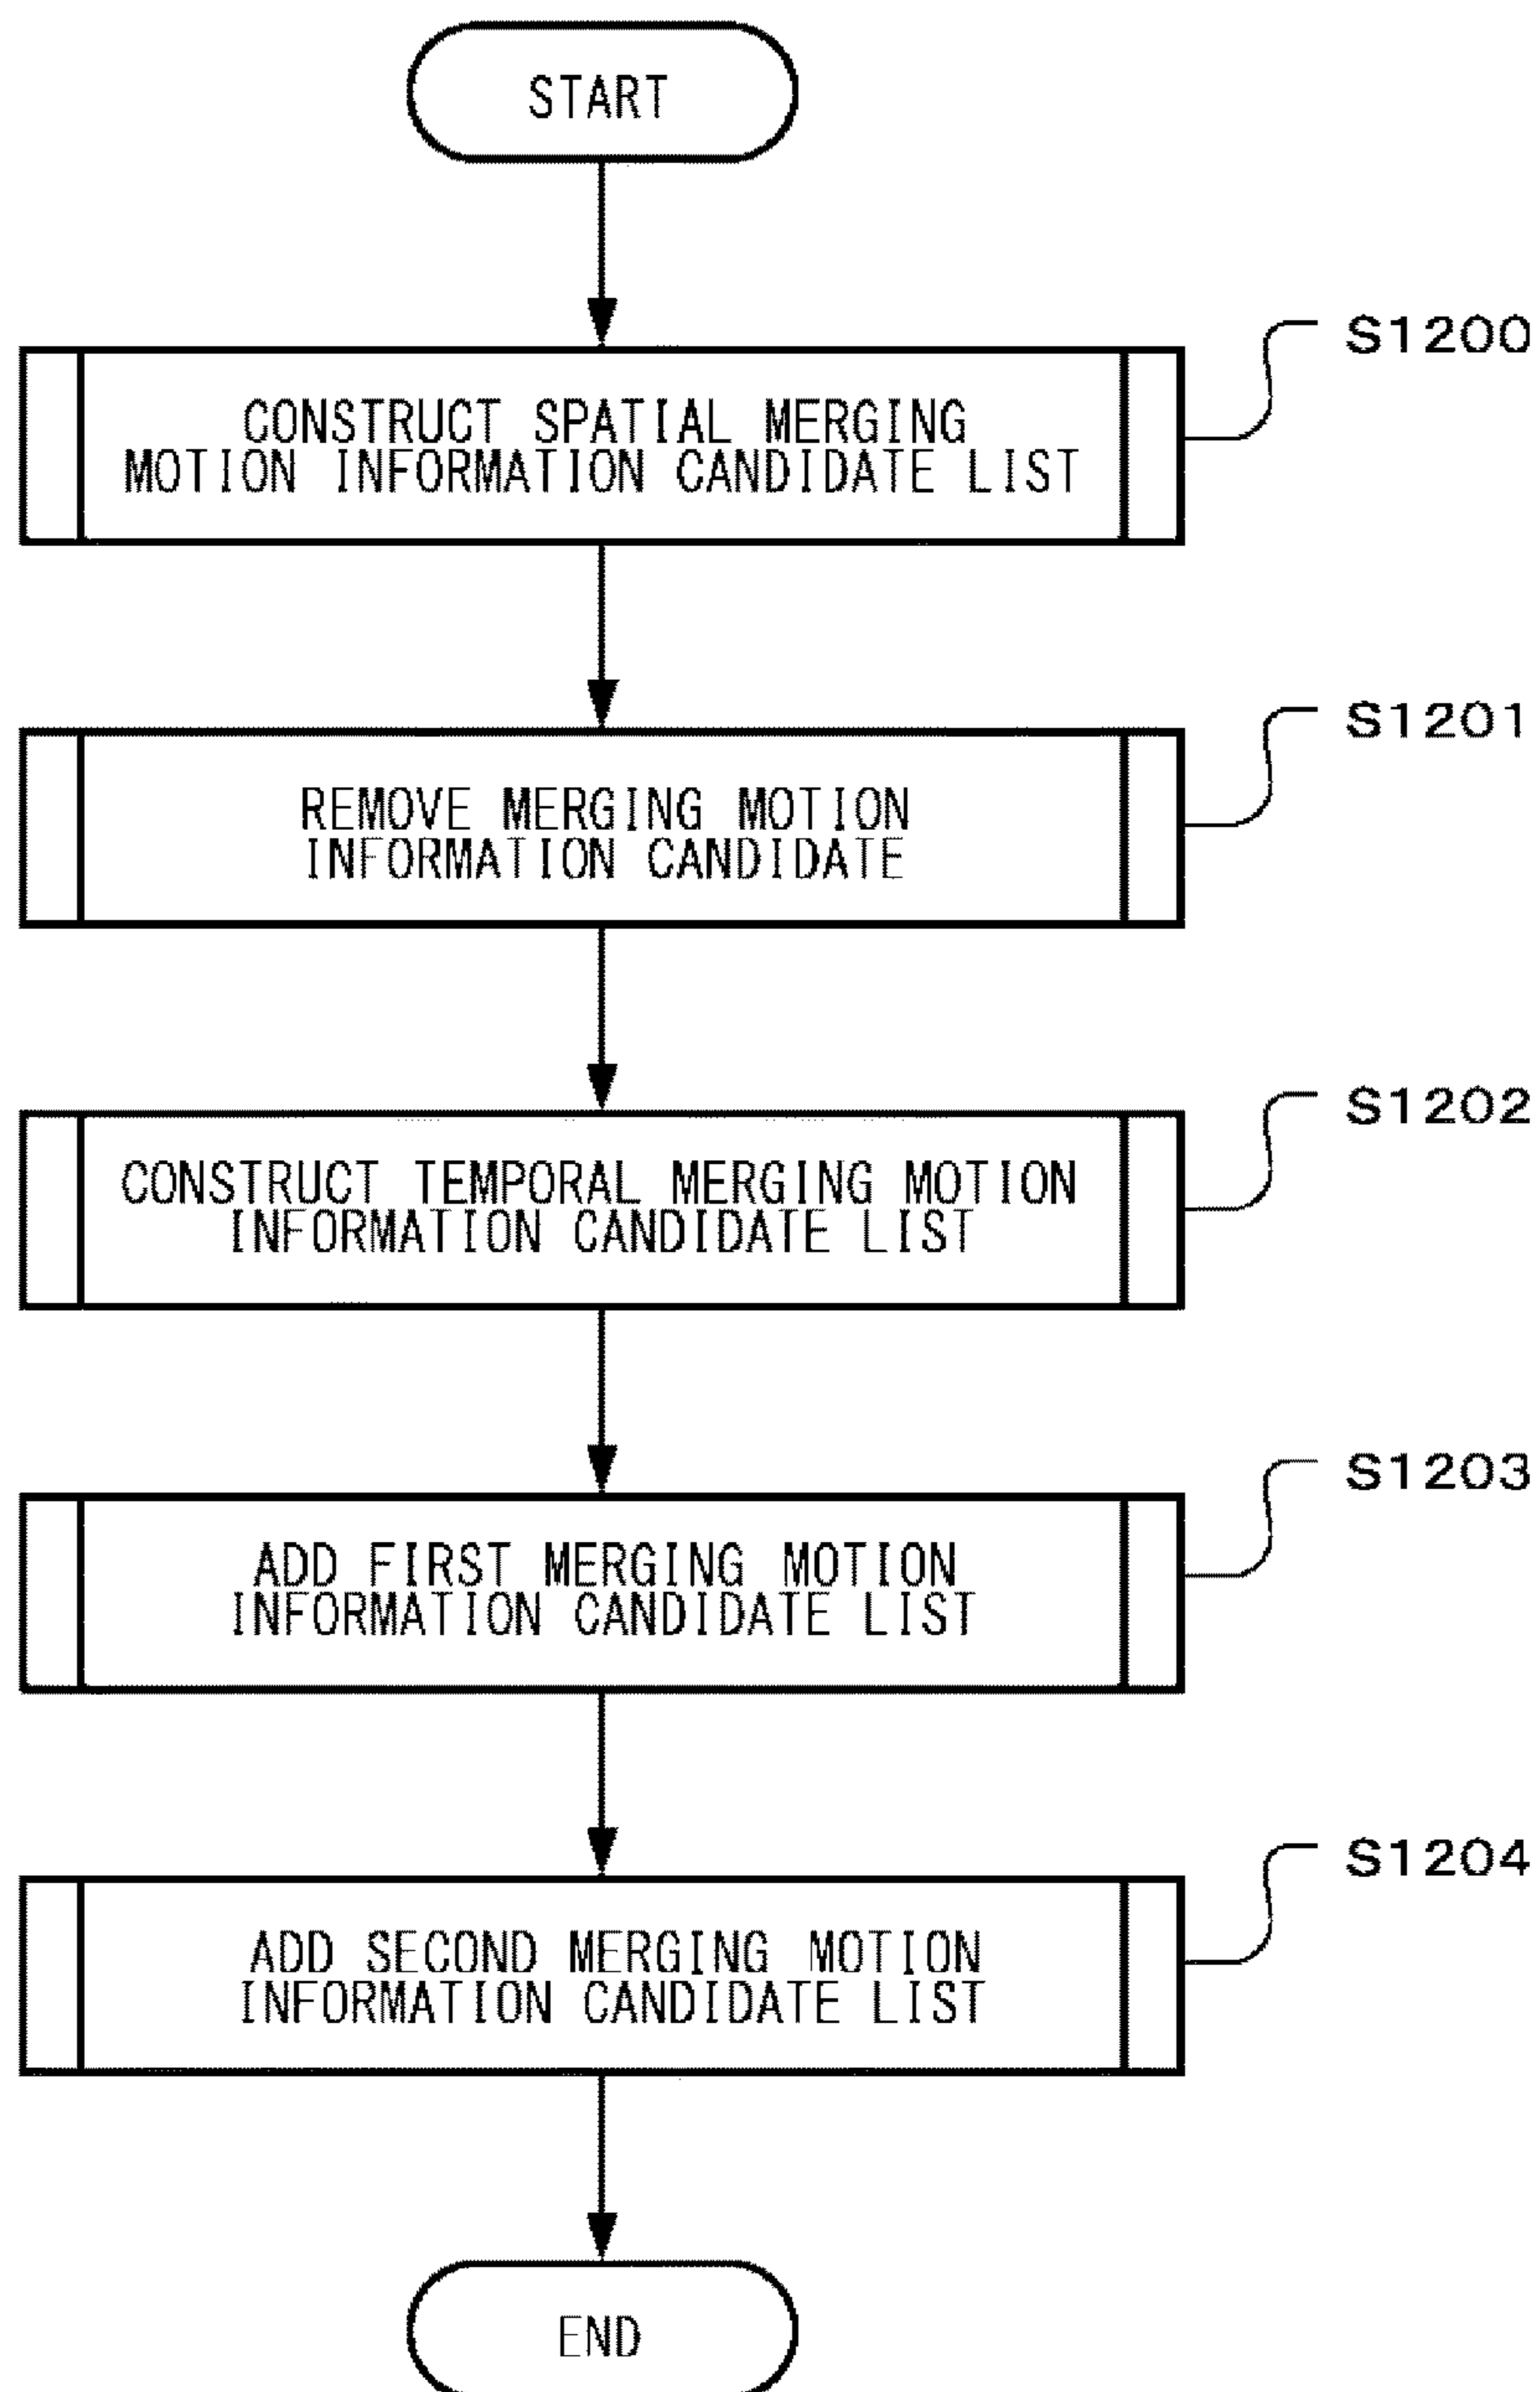 START
S1200
CONSTRUCT SPATIAL MERGING
MOTION INFORMATION CANDIDATE LIST
S1201
REMOVE MERGING MOTION
INFORMATION CANDIDATE
S1202
CONSTRUCT TEMPORAL MERGING MOTION
INFORMATION CANDIDATE LIST
S1203
ADD FIRST MERGING MOTION
INFORMATION CANDIDATE LIST
S1204
ADD SECOND MERGING MOTION
INFORMATION CANDIDATE LIST
END